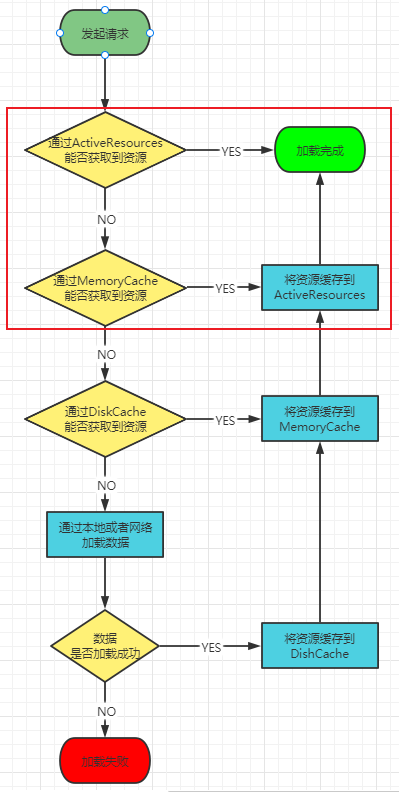 发起请求
通过ActiveResources
能否获取到资源
YES
加载完成
NO
通过MemoryCache
能否获取到资源
YES
将资源缓存到
ActiveResources
NO
通过DiskCache
能否获取到资源
YES
将资源缓存到
MemoryCache
NO
通过本地或者网络
加载数据
数据
是否加载成功
YES
将资源缓存到
DishCache
NO
加载失败